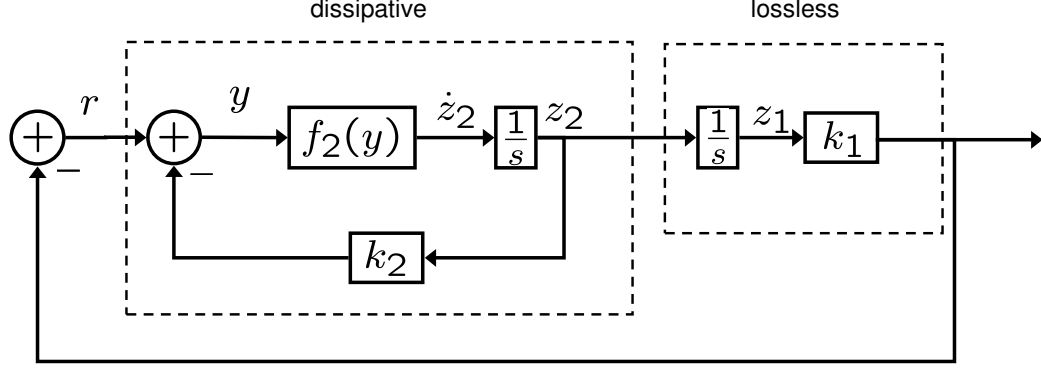 dissipative
lossless
r
+
−
y
+
−
f₂(y)
ż₂
1/s
z₂
1/s
z₁
k₁
k₂